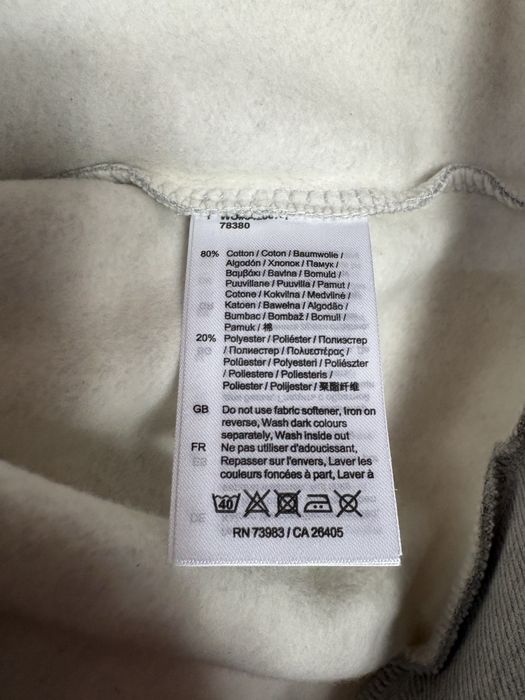 78380
80% Cotton / Coton / Baumwolle /
Algodón / Хлопок / Памук /
Βαμβάκι / Bavlna / Bomuld /
Puuvillane / Puuvilla / Pamut /
Cotone / Kokvilna / Medvilnė /
Katoen / Bawełna / Algodão /
Bumbac / Bombaž / Bomull /
Pamuk / 棉
20% Polyester / Poliéster / Полиэстер
/ Полиестер / Πολυεστέρας /
Polüester / Polyesteri / Poliészter
/ Poliestere / Poliesteris /
Poliester / Polijester / 聚酯纤维
GB Do not use fabric softener, Iron on
reverse, Wash dark colours
separately, Wash inside out
FR Ne pas utiliser d'adoucissant,
Repasser sur l'envers, Laver les
couleurs foncées à part, Laver à
40
RN 73983 / CA 26405